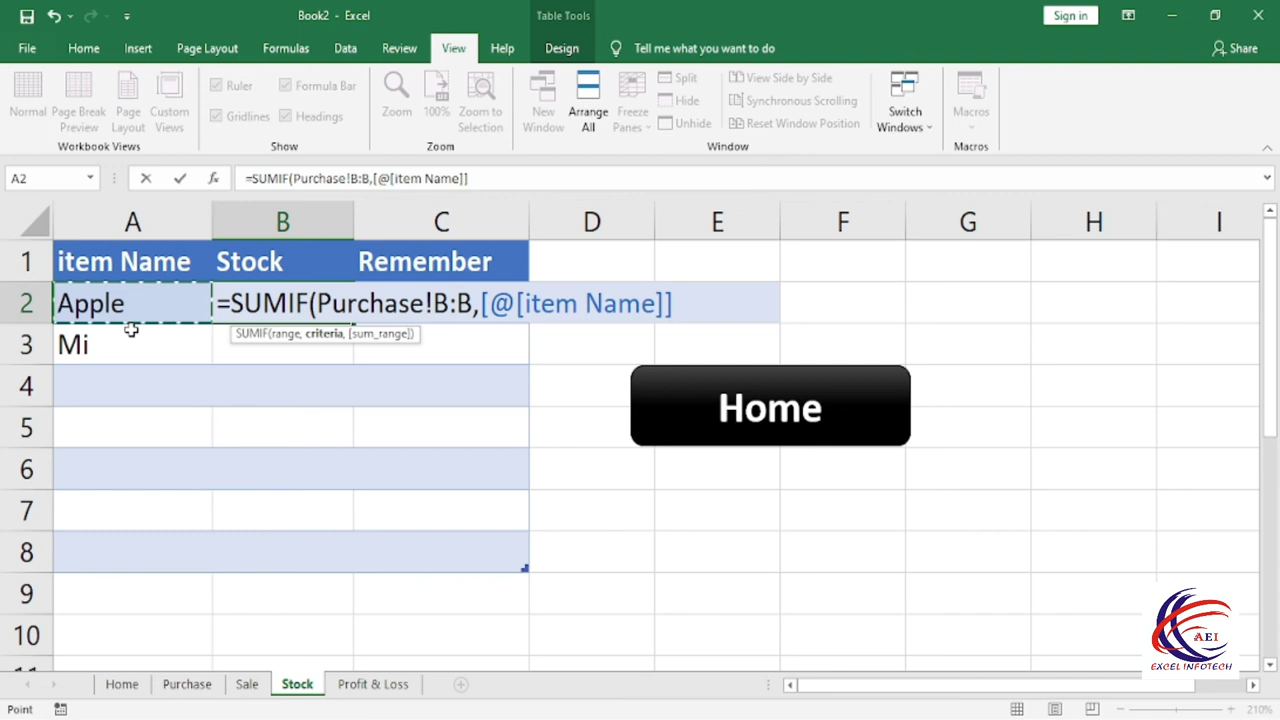 Book2 - Excel
Table Tools
Sign in
File
Home
Insert
Page Layout
Formulas
Data
Review
View
Help
Design
Tell me what you want to do
Share
Normal
Page Break
Preview
Page
Layout
Custom
Views
Ruler
Formula Bar
Gridlines
Headings
Zoom
100%
Zoom to
Selection
New
Window
Arrange
All
Freeze
Panes
Split
Hide
Unhide
View Side by Side
Synchronous Scrolling
Reset Window Position
Switch
Windows
Macros
Workbook Views
Show
Zoom
Window
Macros
A2
fx
=SUMIF(Purchase!B:B,[@[item Name]]
A B C D E F G H I
1 item Name Stock Remember
2 Apple =SUMIF(Purchase!B:B,[@[item Name]]
SUMIF(range, criteria, [sum_range])
3 Mi
4
Home
5
6
7
8
9
10
AEI
EXCEL INFOTECH
Home
Purchase
Sale
Stock
Profit & Loss
Point
210%